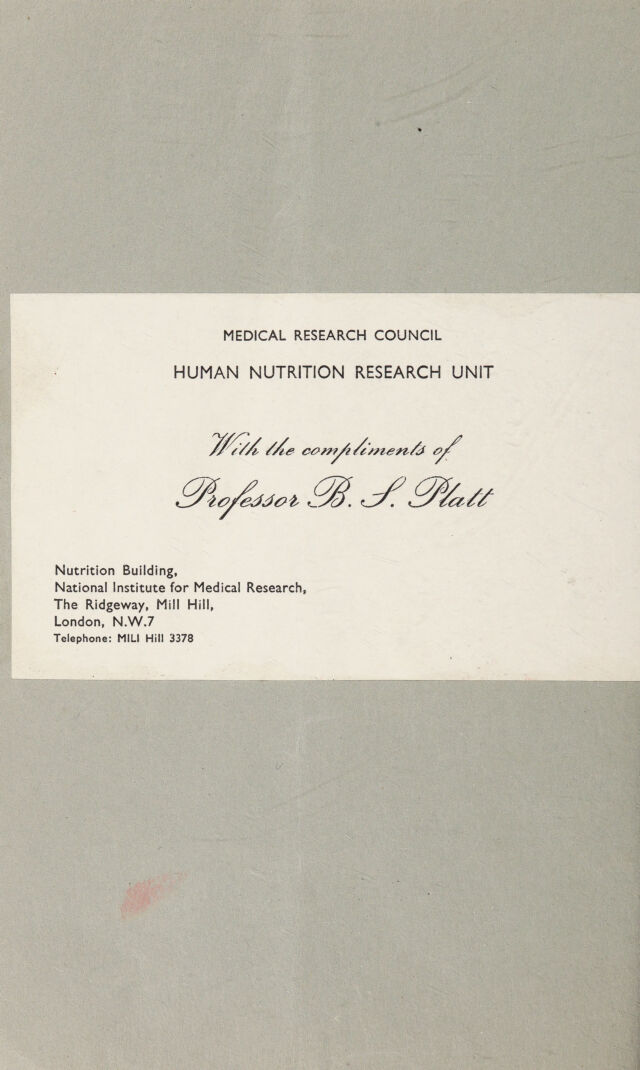 MEDICAL RESEARCH COUNCIL
HUMAN NUTRITION RESEARCH UNIT
With the compliments of
Professor B. S. Platt
Nutrition Building,
National Institute for Medical Research,
The Ridgeway, Mill Hill,
London, N.W.7
Telephone: MILl Hill 3378